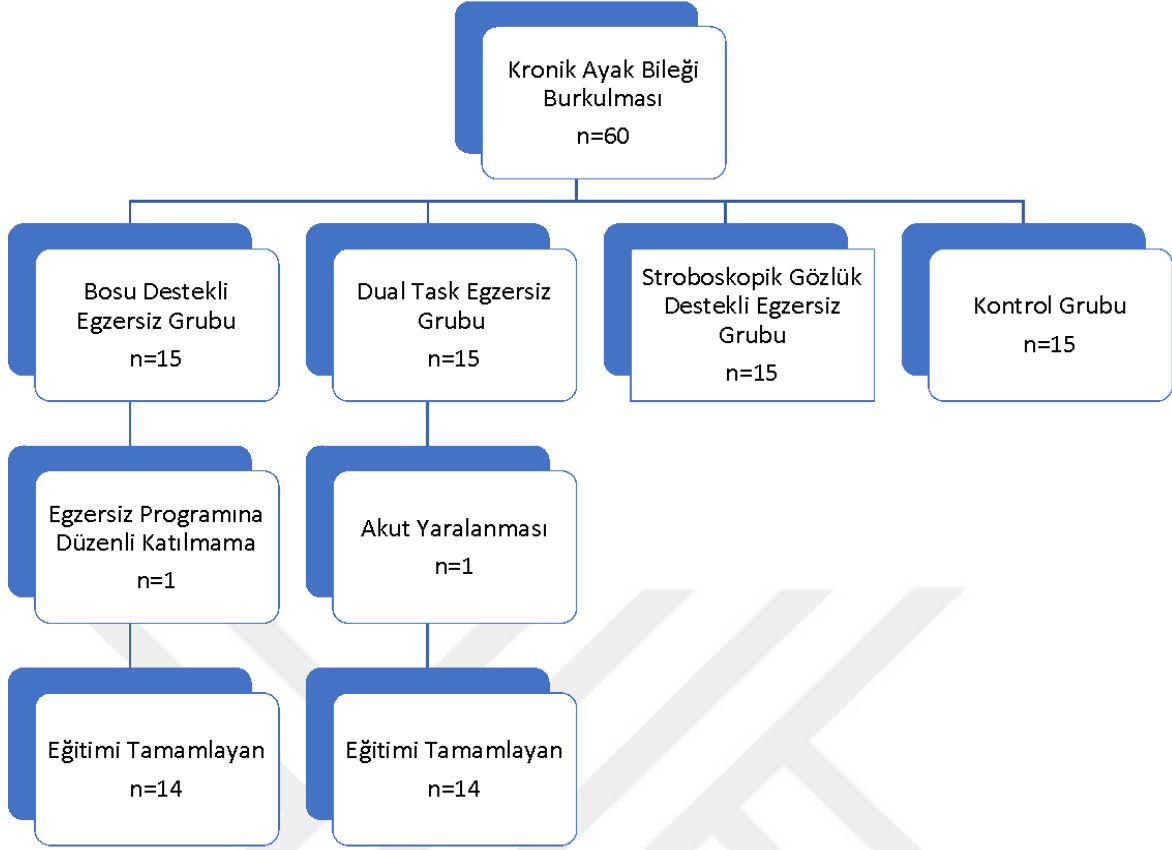 Kronik Ayak Bileği
Burkulması
n=60
Bosu Destekli
Egzersiz Grubu
n=15
Dual Task Egzersiz
Grubu
n=15
Stroboskopik Gözlük
Destekli Egzersiz
Grubu
n=15
Kontrol Grubu
n=15
Egzersiz Programına
Düzenli Katılmama
n=1
Akut Yaralanması
n=1
Eğitimi Tamamlayan
n=14
Eğitimi Tamamlayan
n=14